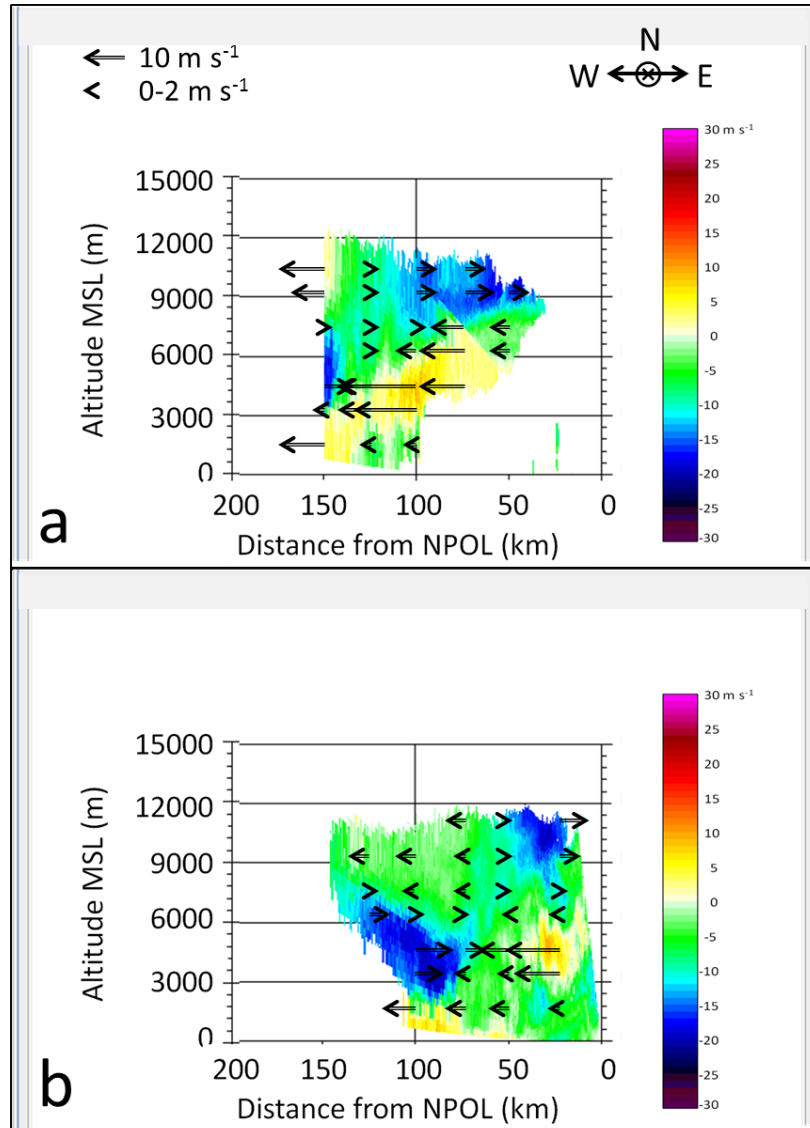 10 m s⁻¹
0-2 m s⁻¹
N
W E
30 m s⁻¹
25
20
15
10
5
0
-5
-10
-15
-20
-25
-30
15000
12000
9000
6000
3000
0
Altitude MSL (m)
200 150 100 50 0
Distance from NPOL (km)
a
30 m s⁻¹
25
20
15
10
5
0
-5
-10
-15
-20
-25
-30
15000
12000
9000
6000
3000
0
Altitude MSL (m)
200 150 100 50 0
Distance from NPOL (km)
b